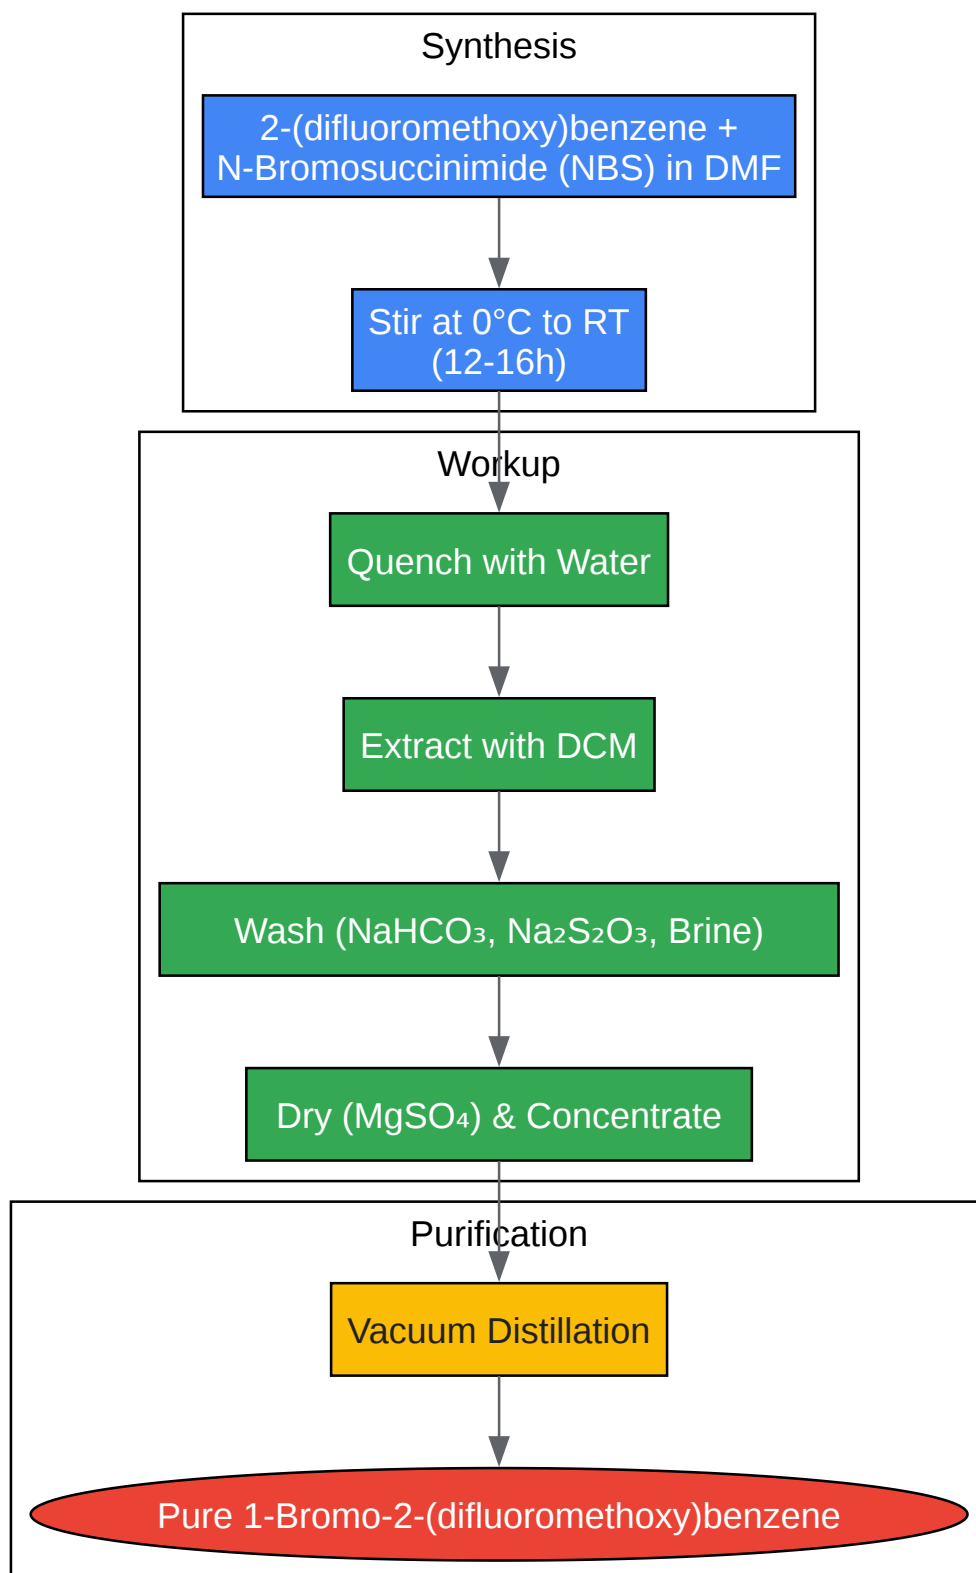 Synthesis
2-(difluoromethoxy)benzene +
N-Bromosuccinimide (NBS) in DMF
Stir at 0°C to RT
(12-16h)
Workup
Quench with Water
Extract with DCM
Wash (NaHCO₃, Na₂S₂O₃, Brine)
Dry (MgSO₄) & Concentrate
Purification
Vacuum Distillation
Pure 1-Bromo-2-(difluoromethoxy)benzene